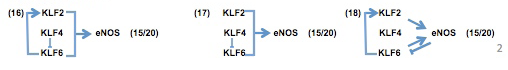 (16) KLF2 (17) KLF2 (18) KLF2
KLF4 eNOS (15/20) KLF4 eNOS (15/20) KLF4 eNOS (15/20)
KLF6 KLF6 KLF6 2